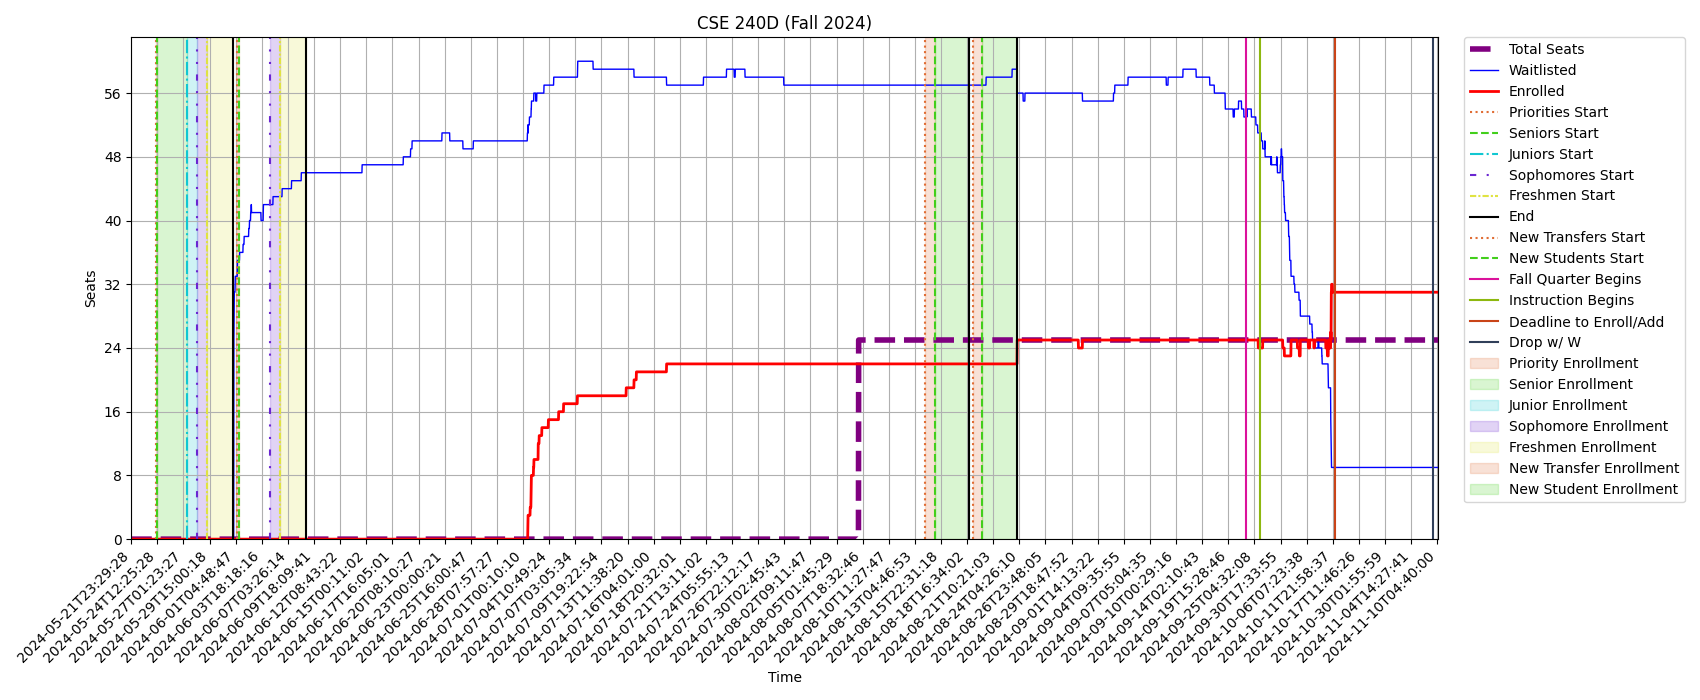 CSE 240D (Fall 2024)
Seats
56
48
40
32
24
16
8
0
2024-05-21T23:29:28
2024-05-24T12:25:28
2024-05-27T01:23:27
2024-05-29T15:00:18
2024-06-01T04:48:47
2024-06-03T18:18:16
2024-06-07T03:26:14
2024-06-09T18:09:41
2024-06-12T08:43:22
2024-06-15T00:11:02
2024-06-17T16:05:01
2024-06-20T08:10:27
2024-06-23T00:00:21
2024-06-25T16:00:47
2024-06-28T07:57:27
2024-07-01T00:10:10
2024-07-04T10:49:24
2024-07-07T03:05:34
2024-07-09T19:22:54
2024-07-13T11:38:20
2024-07-16T04:01:00
2024-07-18T20:32:01
2024-07-21T13:11:02
2024-07-24T05:55:13
2024-07-26T22:12:17
2024-07-30T02:45:43
2024-08-02T09:11:47
2024-08-05T01:45:29
2024-08-07T18:32:46
2024-08-10T11:27:47
2024-08-13T04:46:53
2024-08-15T22:31:18
2024-08-18T16:34:02
2024-08-21T10:21:03
2024-08-24T04:26:10
2024-08-26T23:48:05
2024-08-29T18:47:52
2024-09-01T14:13:22
2024-09-04T09:35:55
2024-09-07T05:04:35
2024-09-10T00:29:16
2024-09-14T02:10:43
2024-09-19T15:28:46
2024-09-25T04:32:08
2024-09-30T17:33:55
2024-10-06T07:23:38
2024-10-11T21:58:37
2024-10-17T11:46:26
2024-10-30T01:55:59
2024-11-04T14:27:41
2024-11-10T04:40:00
Time
Total Seats
Waitlisted
Enrolled
Priorities Start
Seniors Start
Juniors Start
Sophomores Start
Freshmen Start
End
New Transfers Start
New Students Start
Fall Quarter Begins
Instruction Begins
Deadline to Enroll/Add
Drop w/ W
Priority Enrollment
Senior Enrollment
Junior Enrollment
Sophomore Enrollment
Freshmen Enrollment
New Transfer Enrollment
New Student Enrollment